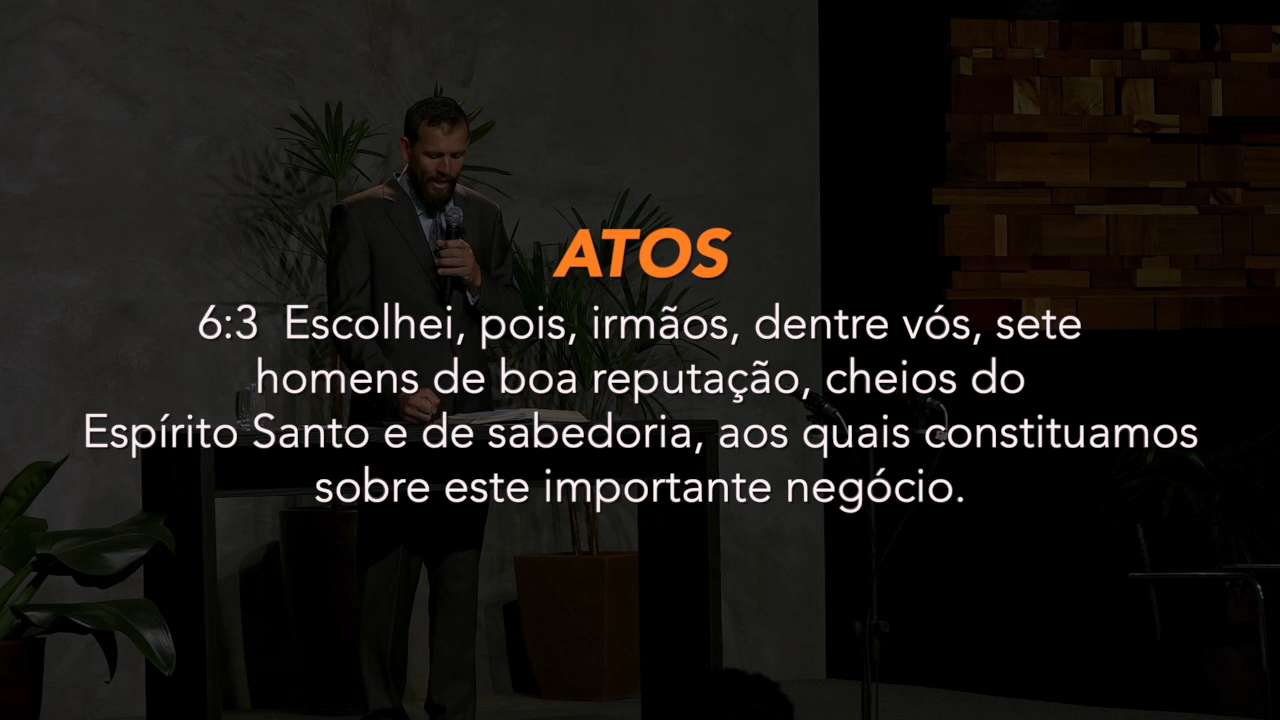 ATOS
6:3 Escolhei, pois, irmãos, dentre vós, sete
homens de boa reputação, cheios do
Espírito Santo e de sabedoria, aos quais constituamos
sobre este importante negócio.